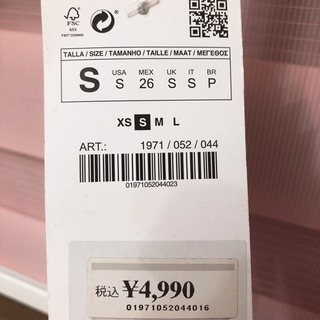 FSC
MIX
TALLA / SIZE / TAMANHO / TAILLE / MAAT / ΜΕΓΕΘΟΣ
S
USA MEX UK IT BR
S 26 S S P
XS S M L
ART.: 1971 / 052 / 044
01971052044023
税込 ¥4,990
01971052044016